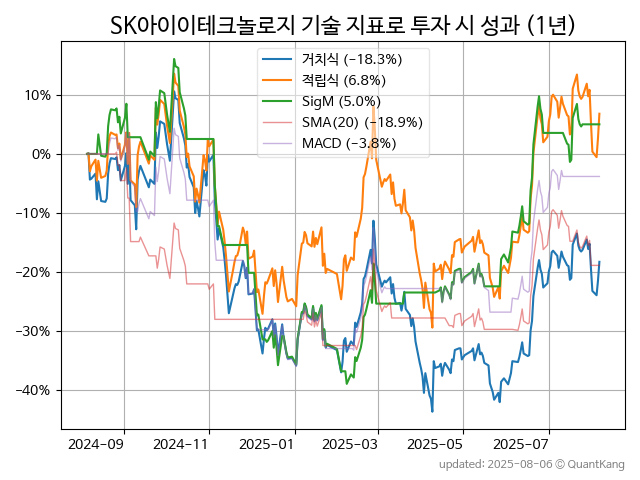 SK아이이테크놀로지 기술 지표로 투자 시 성과 (1년)
거치식 (−18.3%)
적립식 (6.8%)
SigM (5.0%)
SMA(20) (−18.9%)
MACD (−3.8%)
10%
0%
−10%
−20%
−30%
−40%
2024-09
2024-11
2025-01
2025-03
2025-05
2025-07
updated: 2025-08-06 © QuantKang